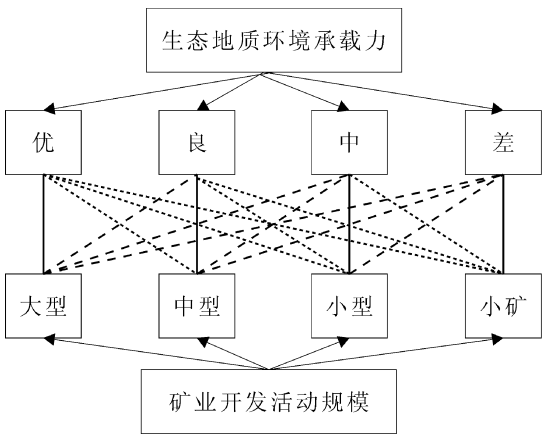 生态地质环境承载力
优
良
中
差
大型
中型
小型
小矿
矿业开发活动规模